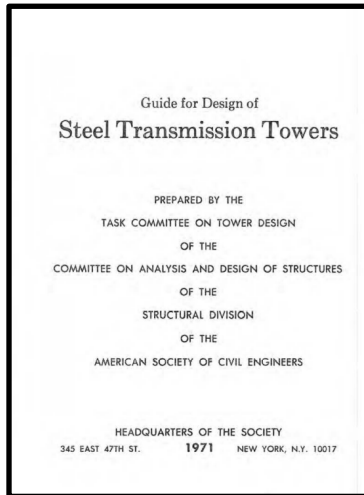 Guide for Design of
Steel Transmission Towers
PREPARED BY THE
TASK COMMITTEE ON TOWER DESIGN
OF THE
COMMITTEE ON ANALYSIS AND DESIGN OF STRUCTURES
OF THE
STRUCTURAL DIVISION
OF THE
AMERICAN SOCIETY OF CIVIL ENGINEERS
HEADQUARTERS OF THE SOCIETY
345 EAST 47TH ST. 1971 NEW YORK, N.Y. 10017